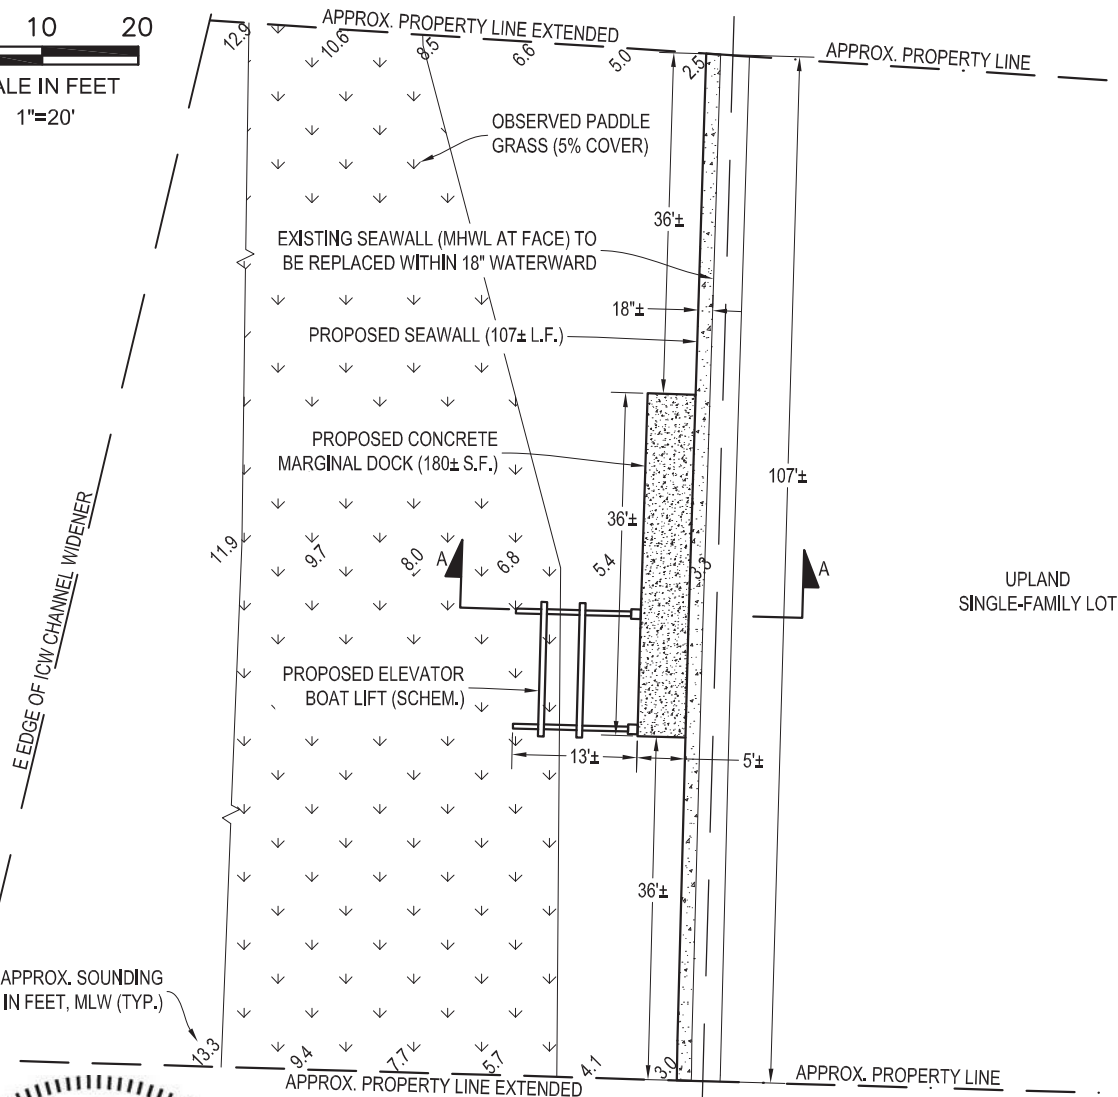 10 20
ALE IN FEET
1"=20'
APPROX. PROPERTY LINE EXTENDED
APPROX. PROPERTY LINE
12.9 10.6 8.5 6.6 5.0 2.5
OBSERVED PADDLE
GRASS (5% COVER)
36'±
EXISTING SEAWALL (MHWL AT FACE) TO
BE REPLACED WITHIN 18" WATERWARD
18"±
PROPOSED SEAWALL (107± L.F.)
PROPOSED CONCRETE
MARGINAL DOCK (180± S.F.)
107'±
36'±
E EDGE OF ICW CHANNEL WIDENER
11.9 9.7 8.0 6.8 5.4 3.3
A A
UPLAND
SINGLE-FAMILY LOT
PROPOSED ELEVATOR
BOAT LIFT (SCHEM.)
13'± 5'±
36'±
APPROX. SOUNDING
IN FEET, MLW (TYP.)
13.3 9.4 7.7 5.7 4.1 3.0
APPROX. PROPERTY LINE EXTENDED
APPROX. PROPERTY LINE